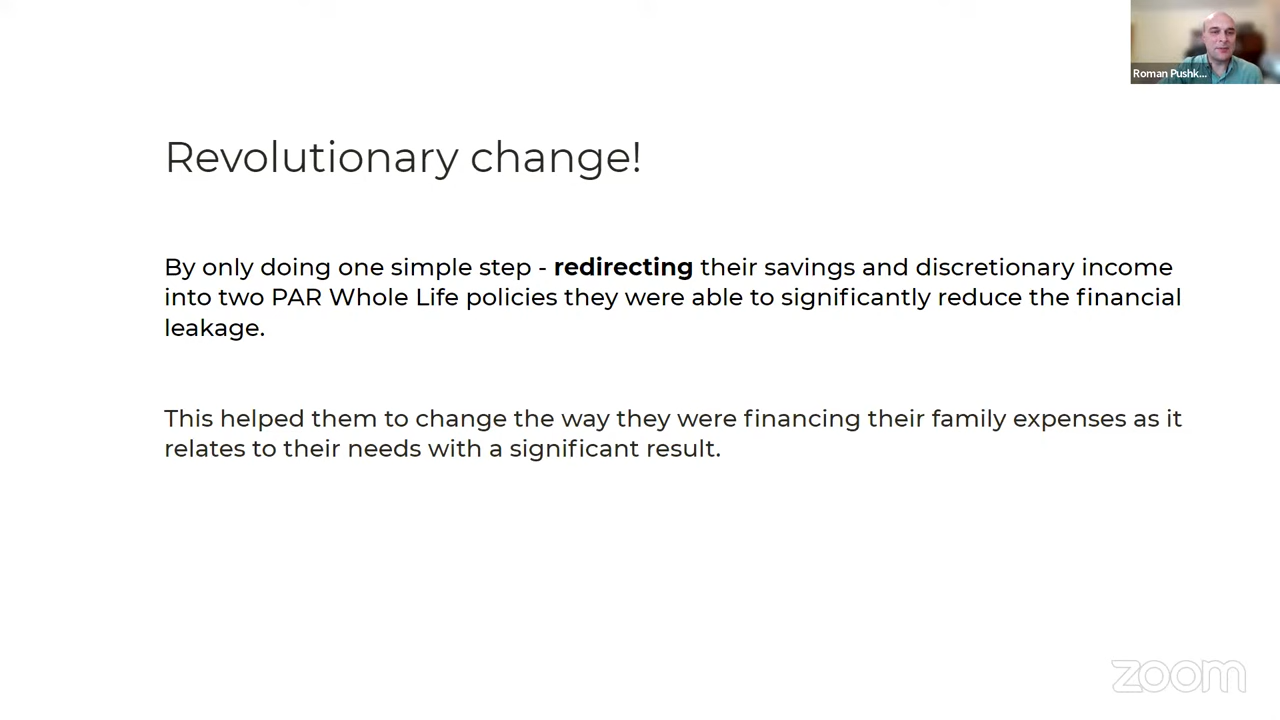 Roman Pushk...
Revolutionary change!
By only doing one simple step - redirecting their savings and discretionary income
into two PAR Whole Life policies they were able to significantly reduce the financial
leakage.
This helped them to change the way they were financing their family expenses as it
relates to their needs with a significant result.
zoom